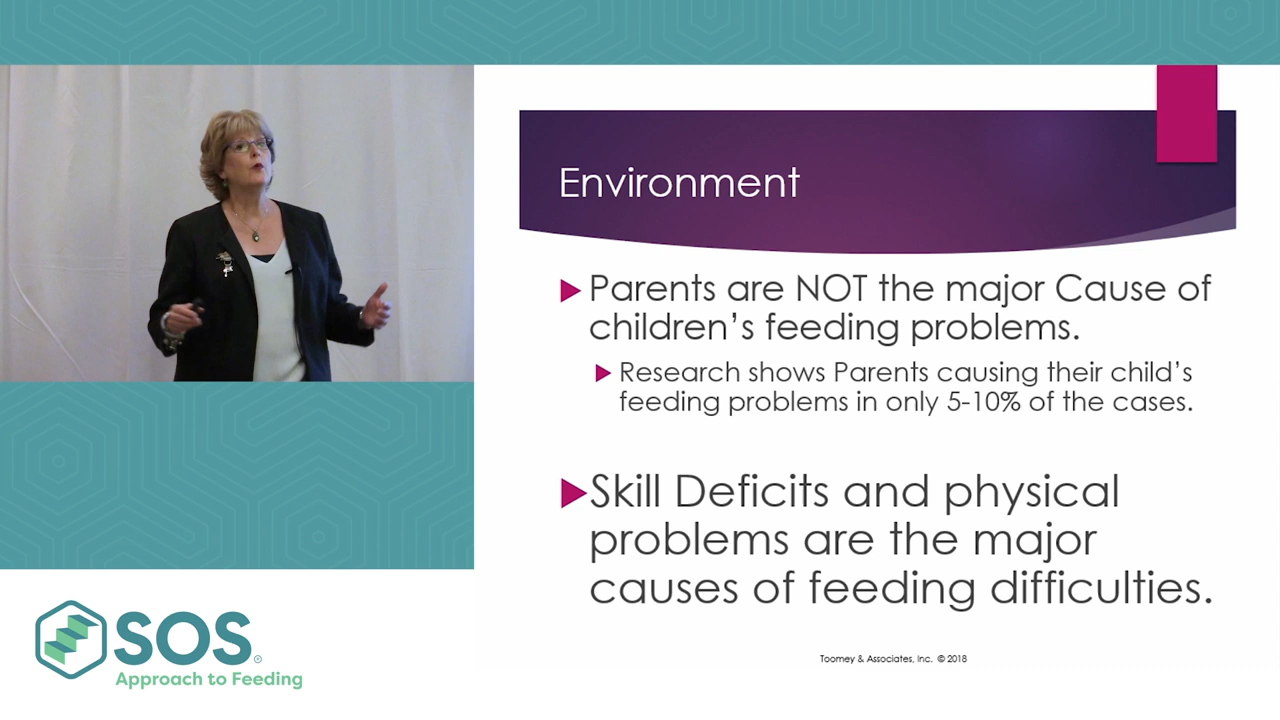 Environment
Parents are NOT the major Cause of
children's feeding problems.
Research shows Parents causing their child's
feeding problems in only 5-10% of the cases.
Skill Deficits and physical
problems are the major
causes of feeding difficulties.
Toomey & Associates, Inc. © 2018
SOS®
Approach to Feeding